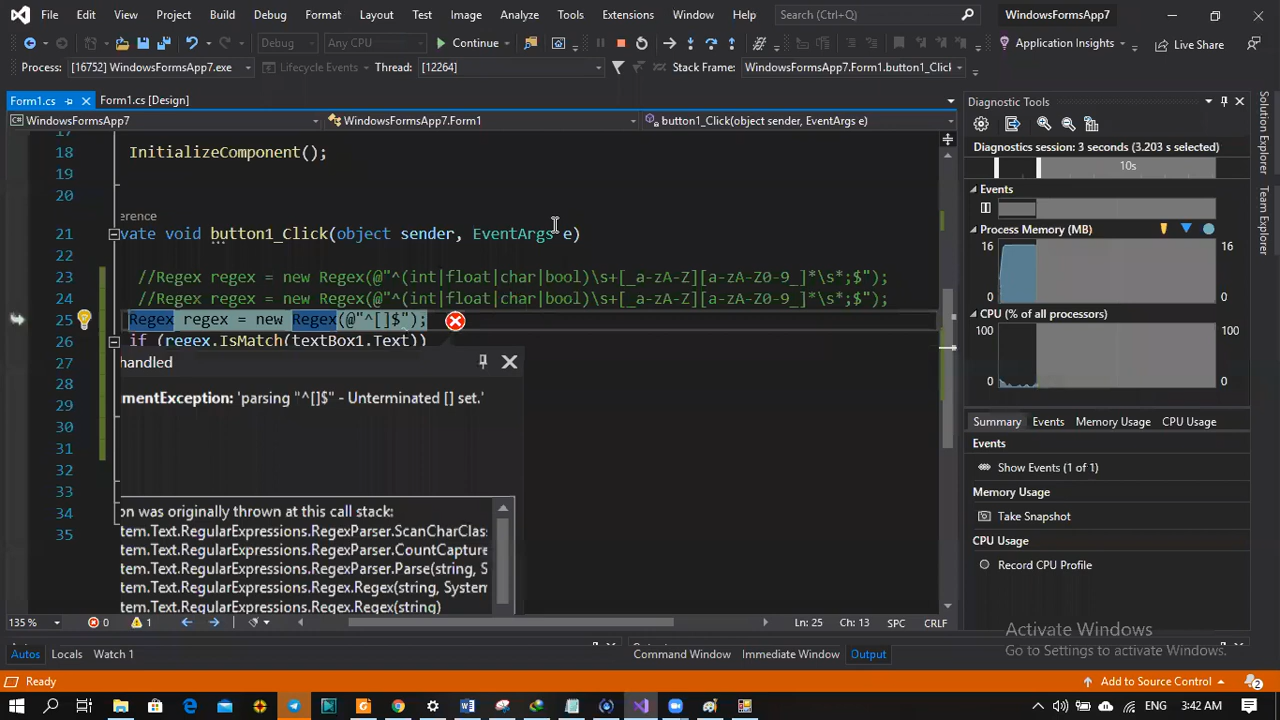 File Edit View Project Build Debug Format Layout Test Image Analyze Tools Extensions Window Help Search (Ctrl+Q) WindowsFormsApp7
Debug Any CPU Continue Application Insights Live Share
Process: [16752] WindowsFormsApp7.exe Lifecycle Events Thread: [12264] Stack Frame: WindowsFormsApp7.Form1.button1_Click
Form1.cs Form1.cs [Design]
WindowsFormsApp7 WindowsFormsApp7.Form1 button1_Click(object sender, EventArgs e)
17
18 InitializeComponent();
19
20
erence
21 vate void button1_Click(object sender, EventArgs e)
22
23 //Regex regex = new Regex(@"^(int|float|char|bool)\s+[_a-zA-Z][a-zA-Z0-9_]*\s*;$");
24 //Regex regex = new Regex(@"^(int|float|char|bool)\s+[_a-zA-Z][a-zA-Z0-9_]*\s*;$");
25 Regex regex = new Regex(@"^[]$");
26 if (regex.IsMatch(textBox1.Text))
27 handled
28 mentException: 'parsing "^[]$" - Unterminated [] set.'
29
30
31
32
33 on was originally thrown at this call stack:
34 tem.Text.RegularExpressions.RegexParser.ScanCharClas
35 tem.Text.RegularExpressions.RegexParser.CountCapture
tem.Text.RegularExpressions.RegexParser.Parse(string, S
tem.Text.RegularExpressions.Regex.Regex(string, System
tem.Text.RegularExpressions.Regex.Regex(string)
135 % 0 1 Ln: 25 Ch: 13 SPC CRLF
Autos Locals Watch 1 Command Window Immediate Window Output
Ready Add to Source Control 2
Diagnostic Tools
Diagnostics session: 3 seconds (3.203 s selected)
10s
Events
Process Memory (MB)
16 16
0 0
CPU (% of all processors)
100 100
0 0
Summary Events Memory Usage CPU Usage
Events
Show Events (1 of 1)
Memory Usage
Take Snapshot
CPU Usage
Record CPU Profile
Activate Windows
Go to Settings to activate Windows.
Solution Explorer
Team Explorer
3:42 AM